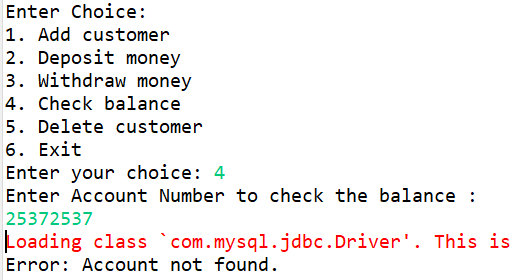 Enter Choice:
1. Add customer
2. Deposit money
3. Withdraw money
4. Check balance
5. Delete customer
6. Exit
Enter your choice: 4
Enter Account Number to check the balance :
25372537
Loading class `com.mysql.jdbc.Driver'. This is
Error: Account not found.